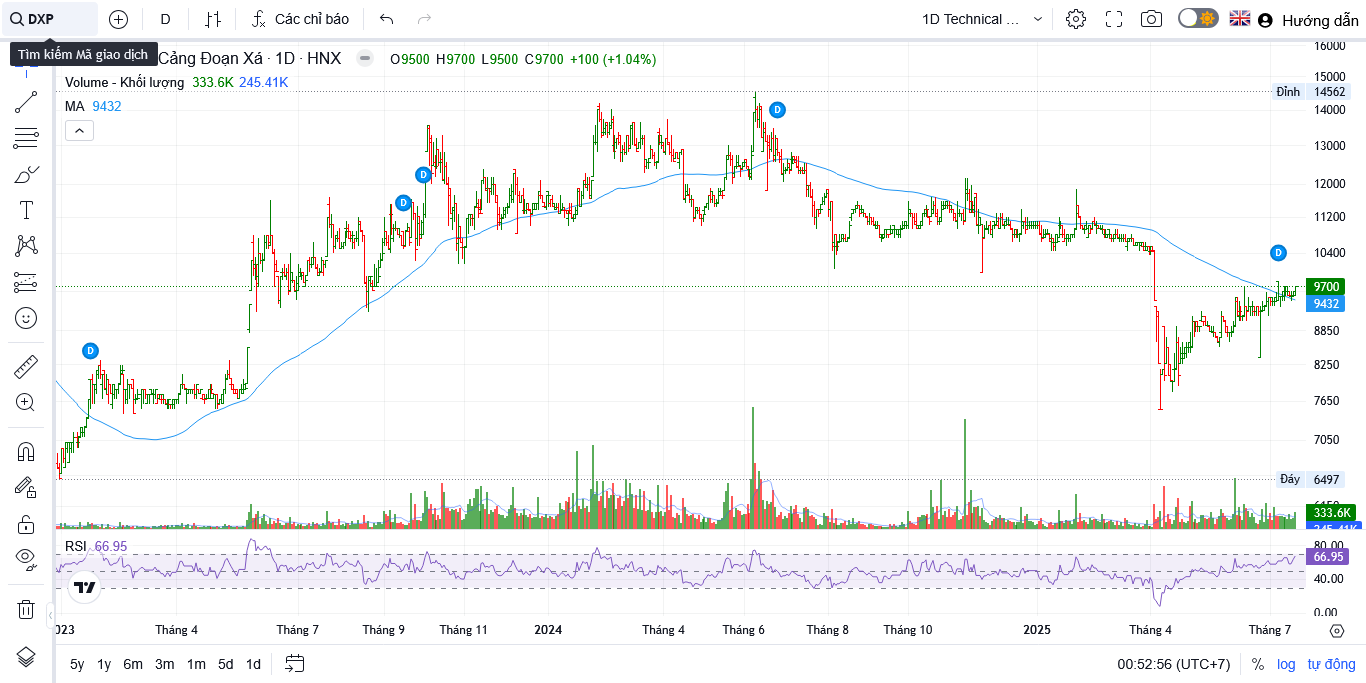 DXP
D
Các chỉ báo
1D Technical ...
Hướng dẫn
Tìm kiếm Mã giao dịch
Cảng Đoạn Xá · 1D · HNX
O9500 H9700 L9500 C9700 +100 (+1.04%)
Volume - Khối lượng 333.6K 245.41K
MA 9432
16000
15000
Đỉnh 14562
14000
13000
12000
11200
10400
9700
9432
8850
8250
7650
7050
Đáy 6497
333.6K
245.41K
D
D
D
D
D
RSI 66.95
80.00
66.95
40.00
0.00
023
Tháng 4
Tháng 7
Tháng 9
Tháng 11
2024
Tháng 4
Tháng 6
Tháng 8
Tháng 10
2025
Tháng 4
Tháng 7
5y 1y 6m 3m 1m 5d 1d
00:52:56 (UTC+7)
% log tự động